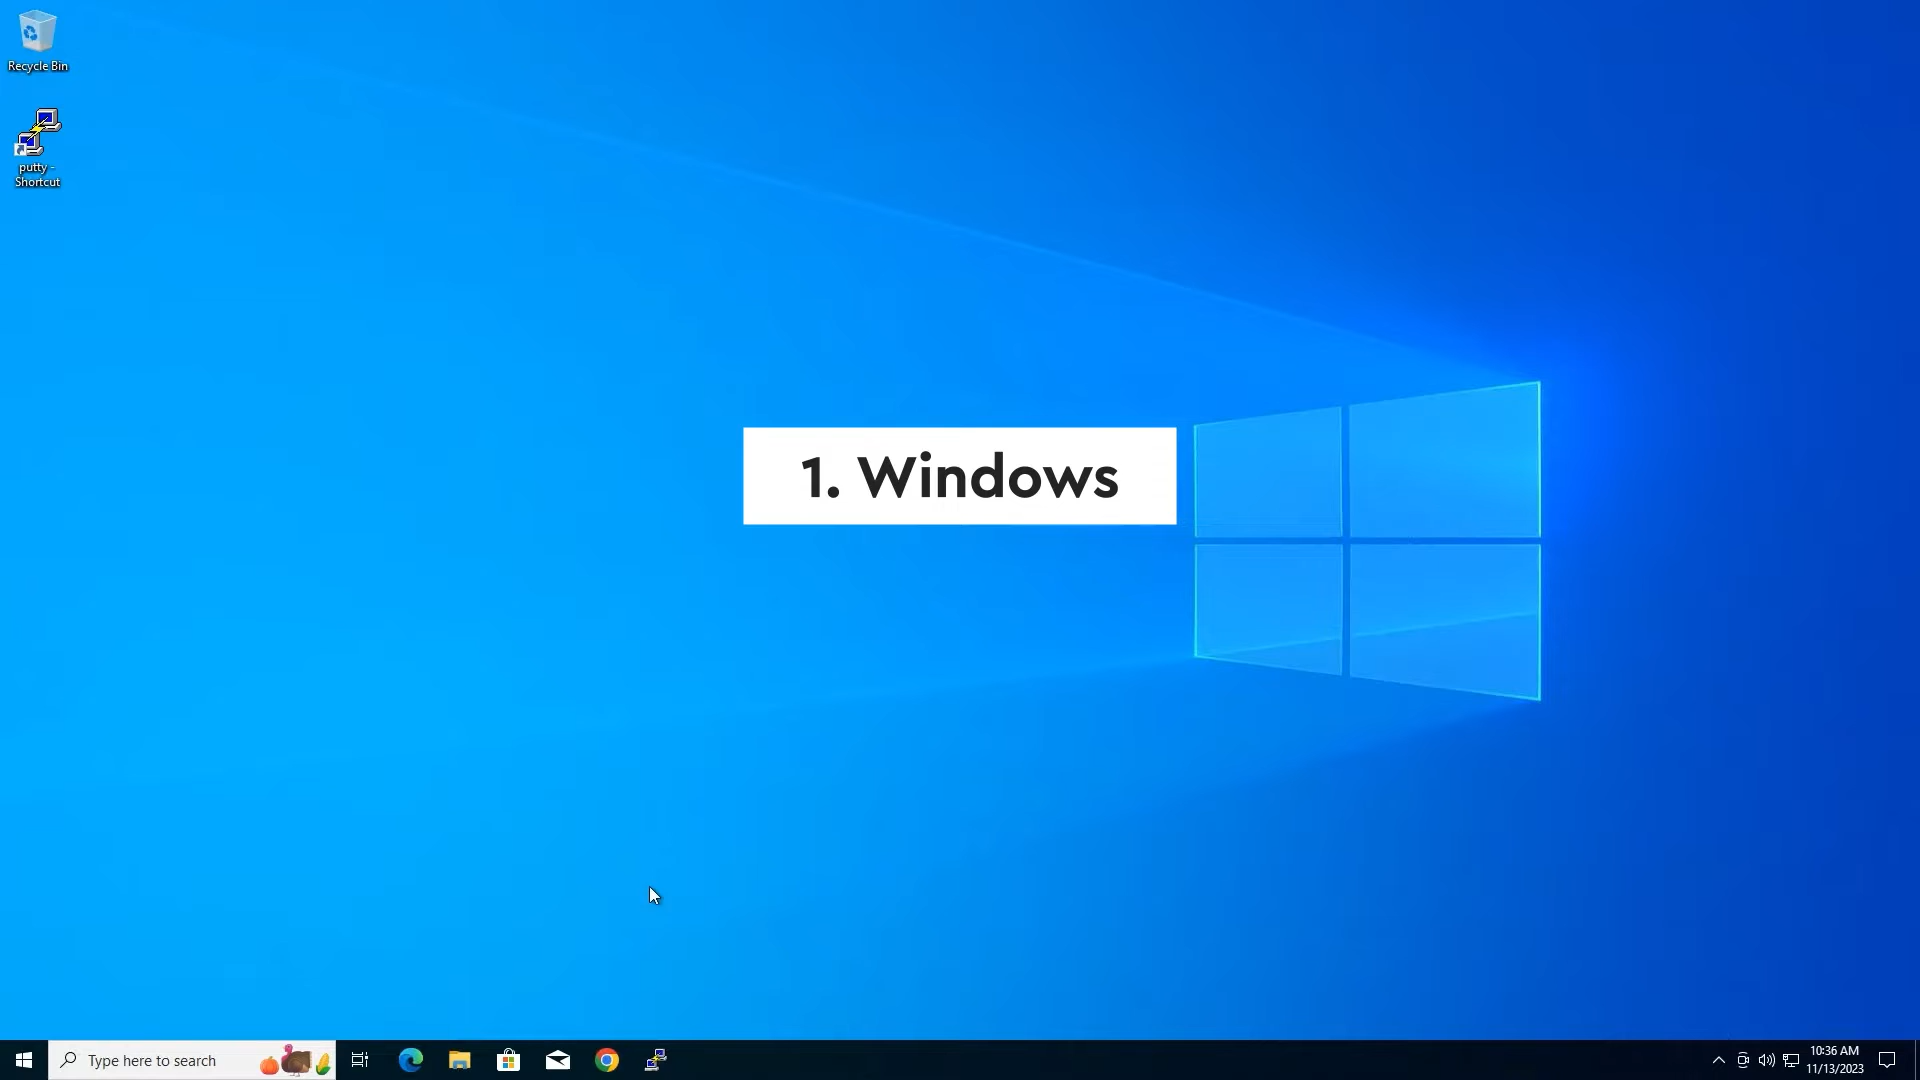 Recycle Bin
putty -
Shortcut
1. Windows
Type here to search
10:36 AM
11/13/2023